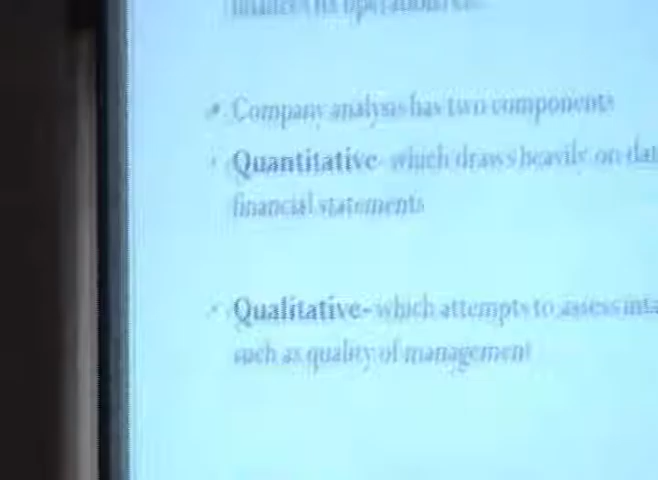 Company analysis has two components
Quantitative- which draws heavily on
financial statements
Qualitative- which attempts to assess
such as quality of management